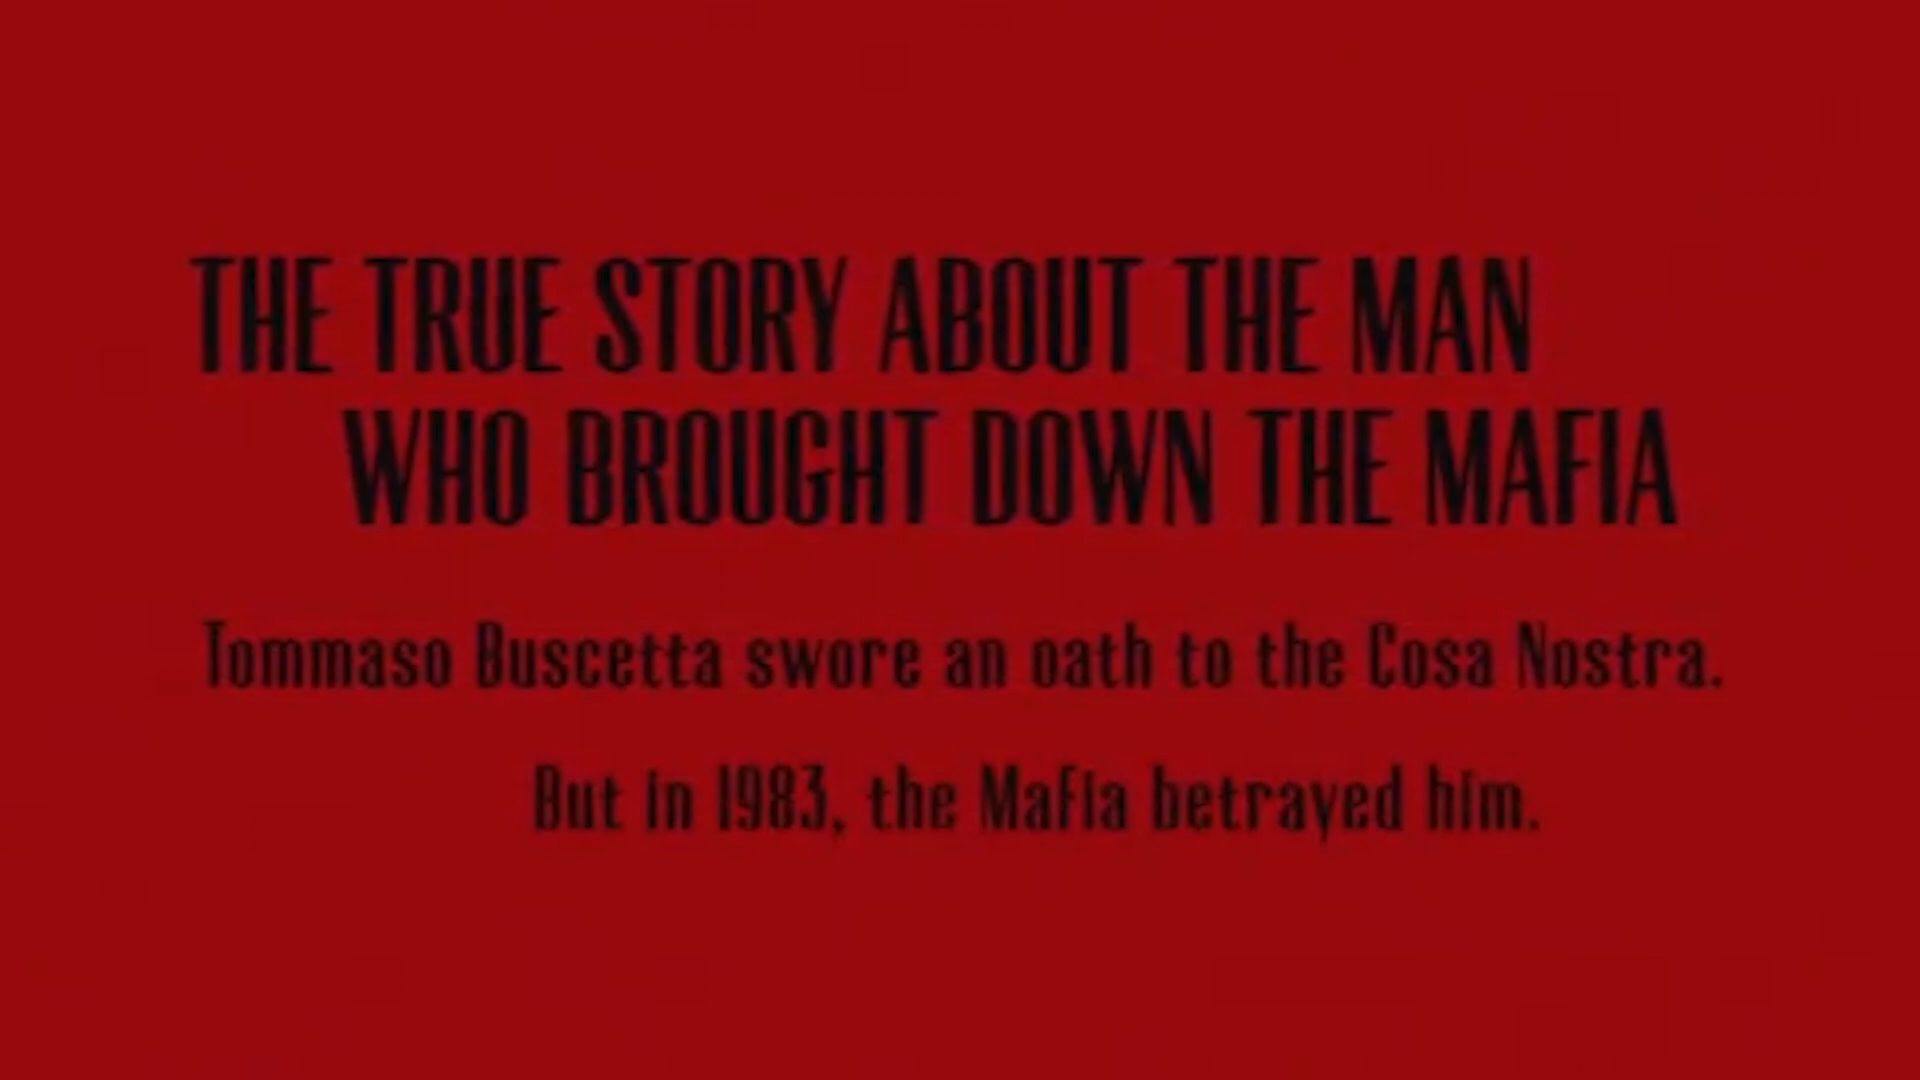 THE TRUE STORY ABOUT THE MAN
WHO BROUGHT DOWN THE MAFIA
Tommaso Buscetta swore an oath to the Cosa Nostra.
But in 1983, the Mafia betrayed him.